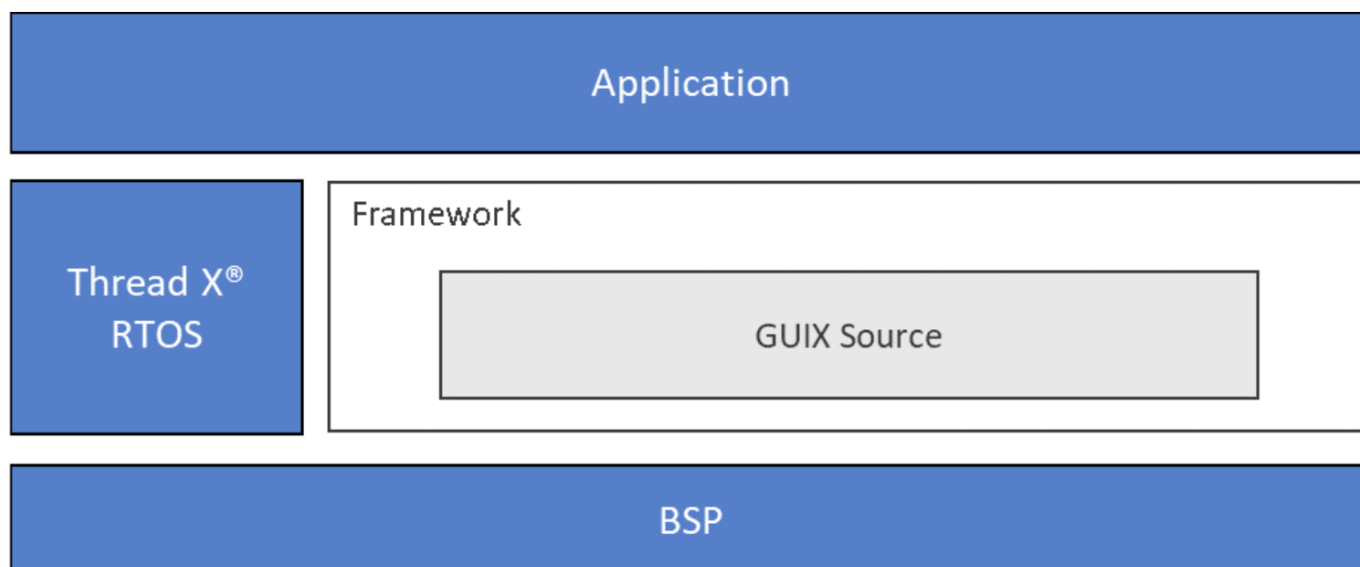 Application
Framework
Thread X®
RTOS
GUIX Source
BSP